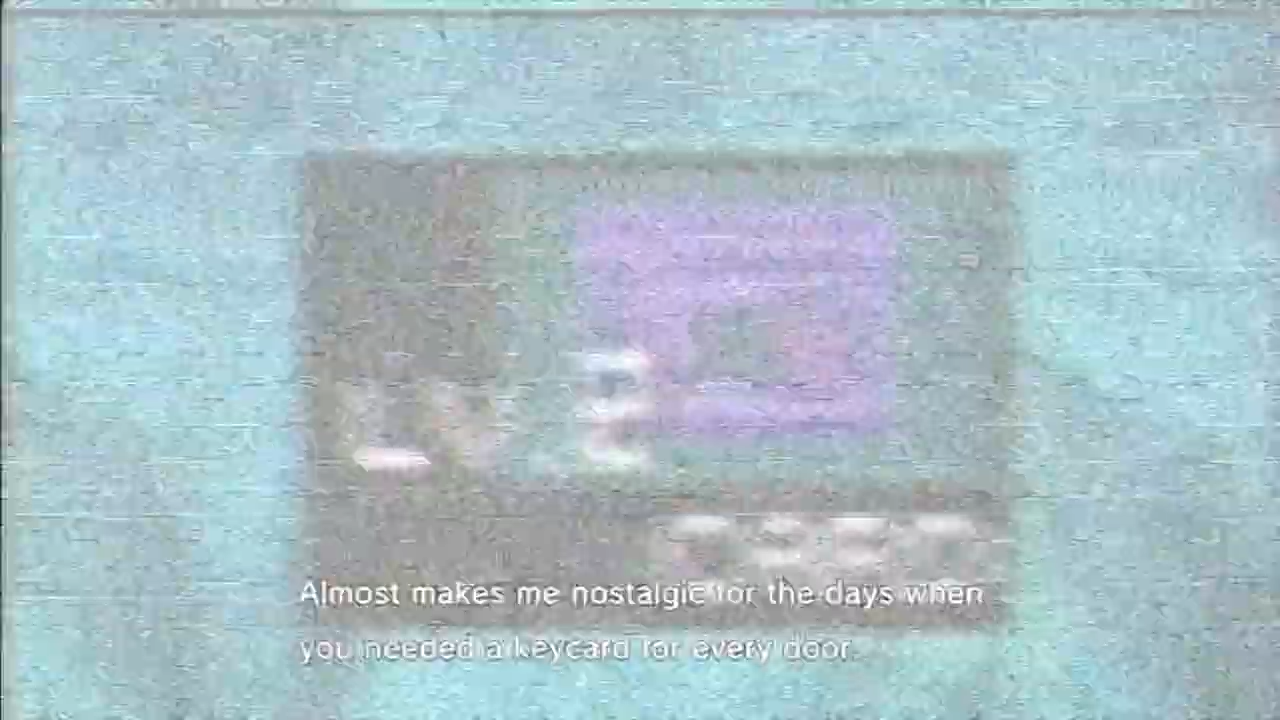 Almost makes me nostalgic for the days when
you needed a keycard for every door.